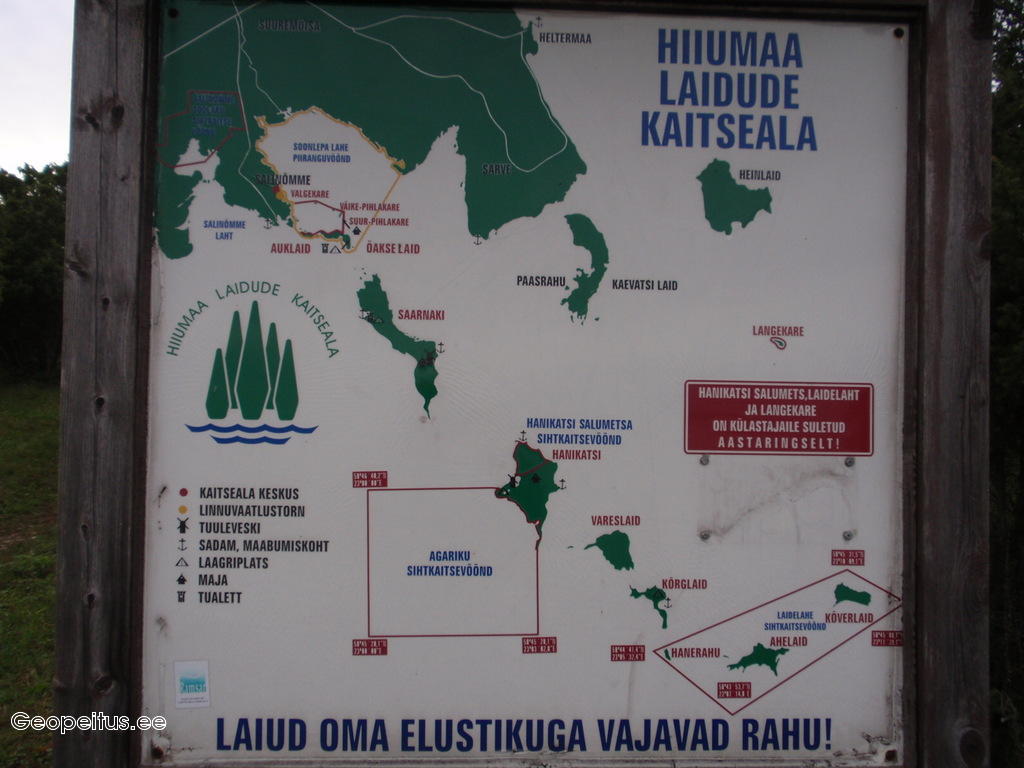 SUUREMÕISA
HELTERMAA
HIIUMAA
LAIDUDE
KAITSEALA
SOONLEPA LAHE
PIIRANGUVÖÖND
SARVE
HEINLAID
SALINÕMME
VALGEKARE
VÄIKE-PIHLAKARE
SUUR-PIHLAKARE
SALINÕMME
LAHT
AUKLAID
ÕAKSE LAID
PAASRAHU
KAEVATSI LAID
HIIUMAA LAIDUDE KAITSEALA
SAARNAKI
LANGEKARE
HANIKATSI SALUMETS,LAIDELAHT
JA LANGEKARE
ON KÜLASTAJAILE SULETUD
AASTARINGSELT!
HANIKATSI SALUMETSA
SIHTKAITSEVÖÖND
HANIKATSI
KAITSEALA KESKUS
LINNUVAATLUSTORN
TUULEVESKI
SADAM, MAABUMISKOHT
LAAGRIPLATS
MAJA
TUALETT
AGARIKU
SIHTKAITSEVÖÖND
VARESLAID
KÕRGLAID
LAIDELAHE
SIHTKAITSEVÖÖND
KÕVERLAID
AHELAID
HANERAHU
LAIUD OMA ELUSTIKUGA VAJAVAD RAHU!
Geopeitus.ee